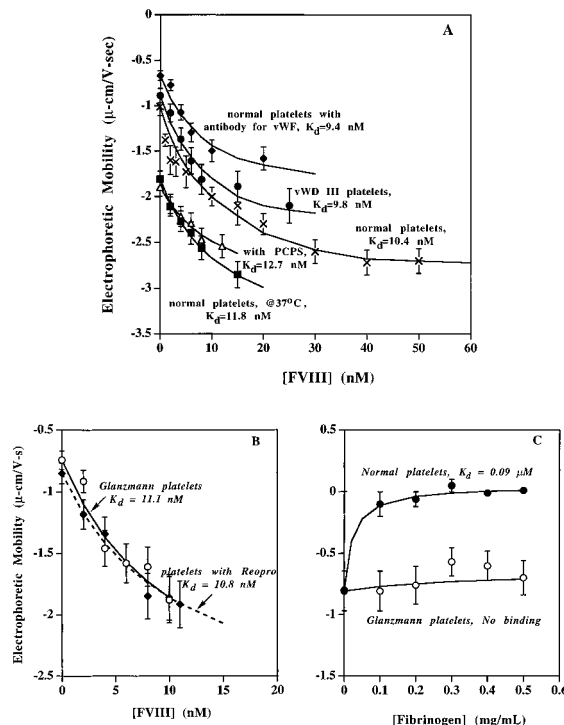 A
Electrophoretic Mobility (μ-cm/V-sec)
-0
-0.5
-1
-1.5
-2
-2.5
-3
-3.5
normal platelets with
antibody for vWF, Kd=9.4 nM
vWD III platelets,
Kd=9.8 nM
normal platelets,
Kd=10.4 nM
with PCPS,
Kd=12.7 nM
normal platelets, @37°C,
Kd=11.8 nM
0 10 20 30 40 50 60
[FVIII] (nM)
B
Electrophoretic Mobility (μ-cm/V-s)
-0.5
-1
-1.5
-2
-2.5
Glanzmann platelets
Kd = 11.1 nM
platelets with Reopro
Kd = 10.8 nM
0 5 10 15
[FVIII] (nM)
C
0.5
0
-0.5
-1
-1.5
Normal platelets, Kd = 0.09 μM
Glanzmann platelets, No binding
0 0.1 0.2 0.3 0.4 0.5 0.6
[Fibrinogen] (mg/mL)